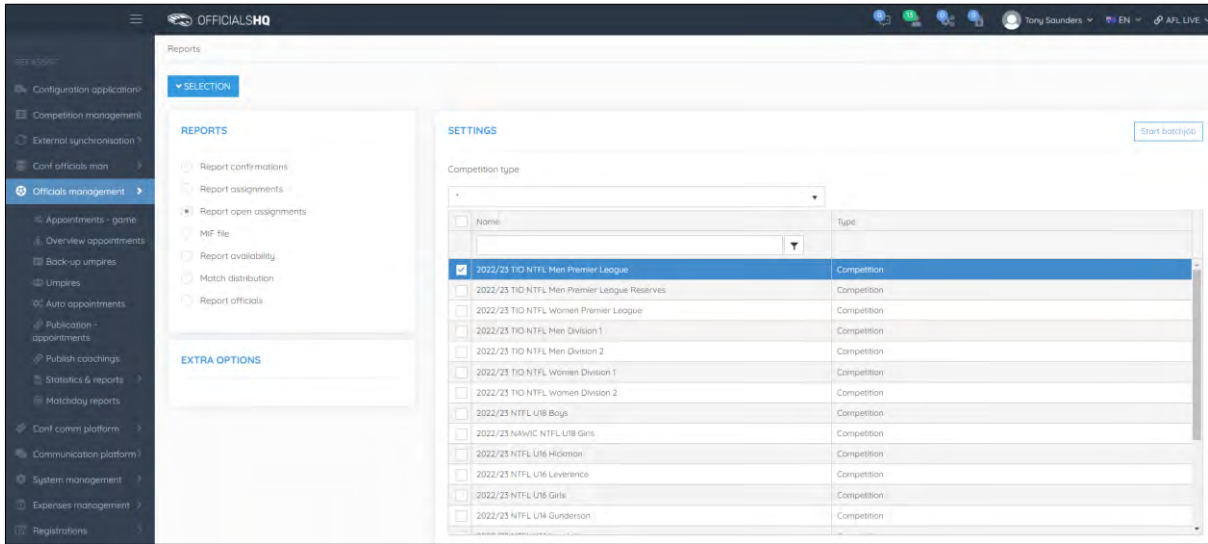 OFFICIALSHQ
Tony Saunders
EN
AFL LIVE
Reports
Configuration application
Competition management
External synchronisation
Conf officials man
Officials management
Appointments - game
Overview appointments
Back-up umpires
Umpires
Auto appointments
Publication -
appointments
Publish coachings
Statistics & reports
Matchday reports
Conf comm platform
Communication platform
System management
Expenses management
Registrations
SELECTION
REPORTS
Report confirmations
Report assignments
Report open assignments
MIF file
Report availability
Match distribution
Report officials
EXTRA OPTIONS
SETTINGS
Start batchjob
Competition type
Name Type
2022/23 TIO NTFL Men Premier League Competition
2022/23 TIO NTFL Men Premier League Reserves Competition
2022/23 TIO NTFL Women Premier League Competition
2022/23 TIO NTFL Men Division 1 Competition
2022/23 TIO NTFL Men Division 2 Competition
2022/23 TIO NTFL Women Division 1 Competition
2022/23 TIO NTFL Women Division 2 Competition
2022/23 NTFL U18 Boys Competition
2022/23 NAWIC NTFL U18 Girls Competition
2022/23 NTFL U16 Hickman Competition
2022/23 NTFL U16 Leverence Competition
2022/23 NTFL U16 Girls Competition
2022/23 NTFL U14 Gunderson Competition